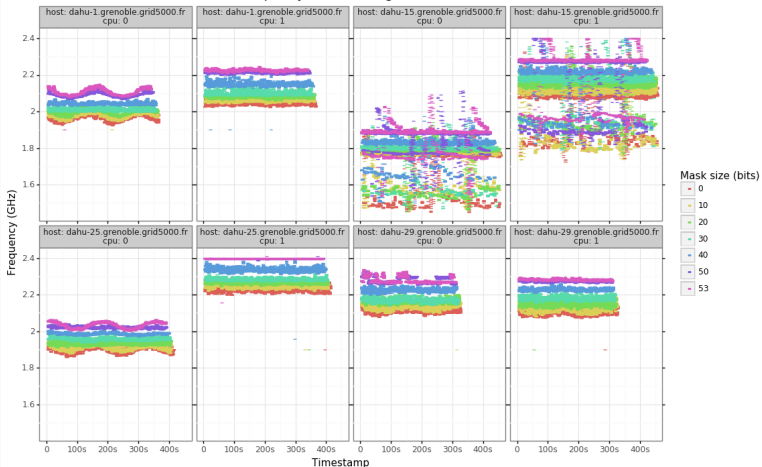 host: dahu-1.grenoble.grid5000.fr
cpu: 0
host: dahu-1.grenoble.grid5000.fr
cpu: 1
host: dahu-15.grenoble.grid5000.fr
cpu: 0
host: dahu-15.grenoble.grid5000.fr
cpu: 1
2.4
2.2
2
1.8
1.6
host: dahu-25.grenoble.grid5000.fr
cpu: 0
host: dahu-25.grenoble.grid5000.fr
cpu: 1
host: dahu-29.grenoble.grid5000.fr
cpu: 0
host: dahu-29.grenoble.grid5000.fr
cpu: 1
2.4
2.2
2
1.8
1.6
Frequency (GHz)
0 100s 200s 300s 400s
0 100s 200s 300s 400s
0 100s 200s 300s 400s
0 100s 200s 300s 400s
Timestamp
Mask size (bits)
0
10
20
30
40
50
53